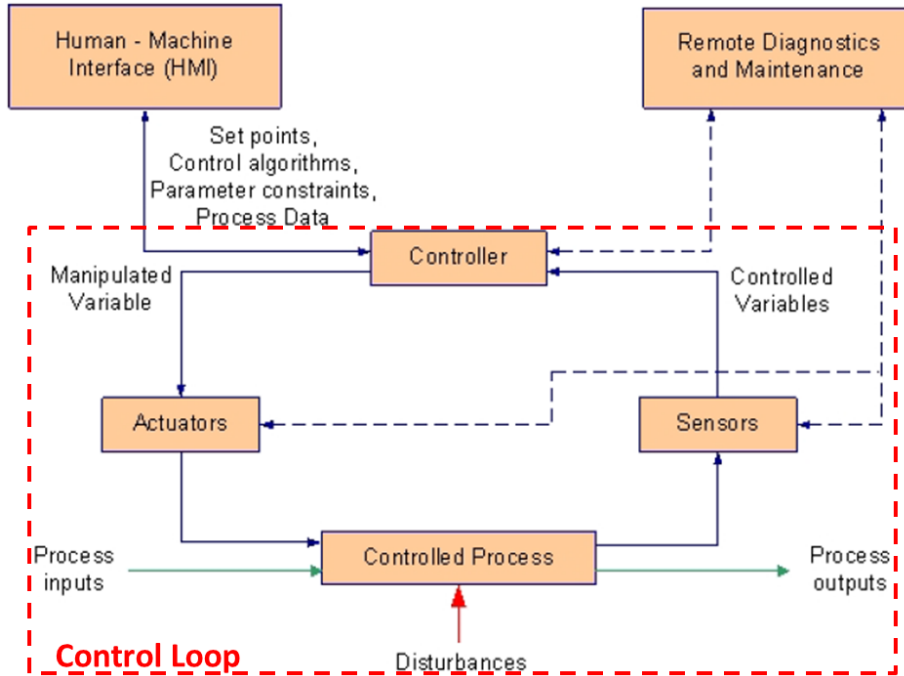 Human - Machine
Interface (HMI)
Remote Diagnostics
and Maintenance
Set points,
Control algorithms,
Parameter constraints,
Process Data
Controller
Manipulated
Variable
Controlled
Variables
Actuators
Sensors
Process
inputs
Controlled Process
Process
outputs
Control Loop
Disturbances